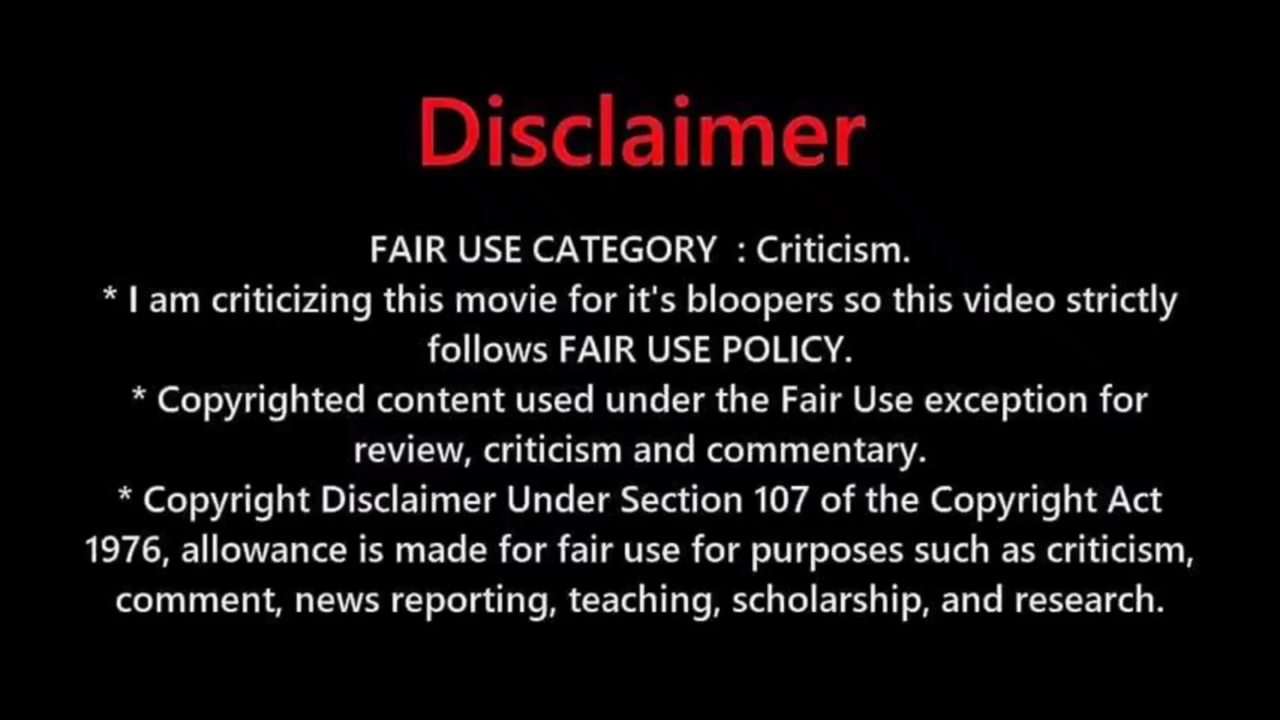 Disclaimer
FAIR USE CATEGORY  : Criticism.
* I am criticizing this movie for it's bloopers so this video strictly
follows FAIR USE POLICY.
* Copyrighted content used under the Fair Use exception for
review, criticism and commentary.
* Copyright Disclaimer Under Section 107 of the Copyright Act
1976, allowance is made for fair use for purposes such as criticism,
comment, news reporting, teaching, scholarship, and research.